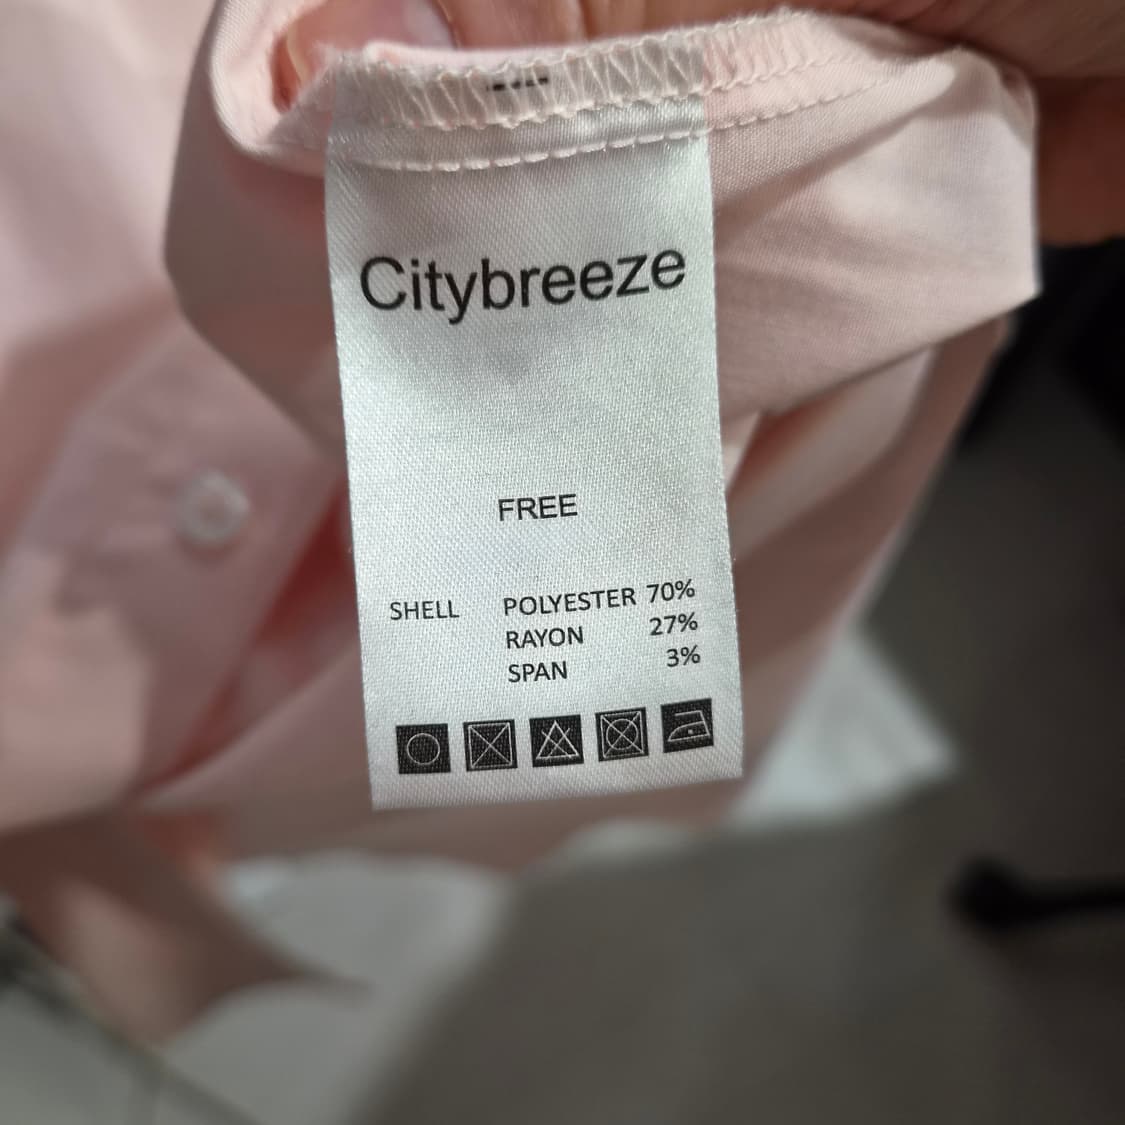 Citybreeze
FREE
SHELL POLYESTER 70%
RAYON 27%
SPAN 3%